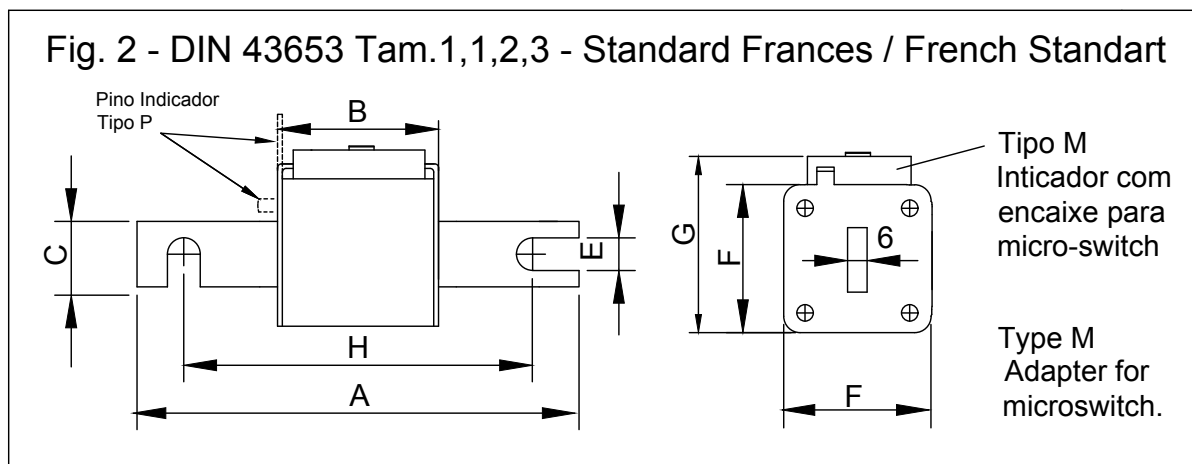 Fig. 2 - DIN 43653 Tam.1,1,2,3 - Standard Frances / French Standart
Pino Indicador
Tipo P
B
C
E
H
A
G
F
6
F
Tipo M
Inticador com
encaixe para
micro-switch
Type M
Adapter for
microswitch.